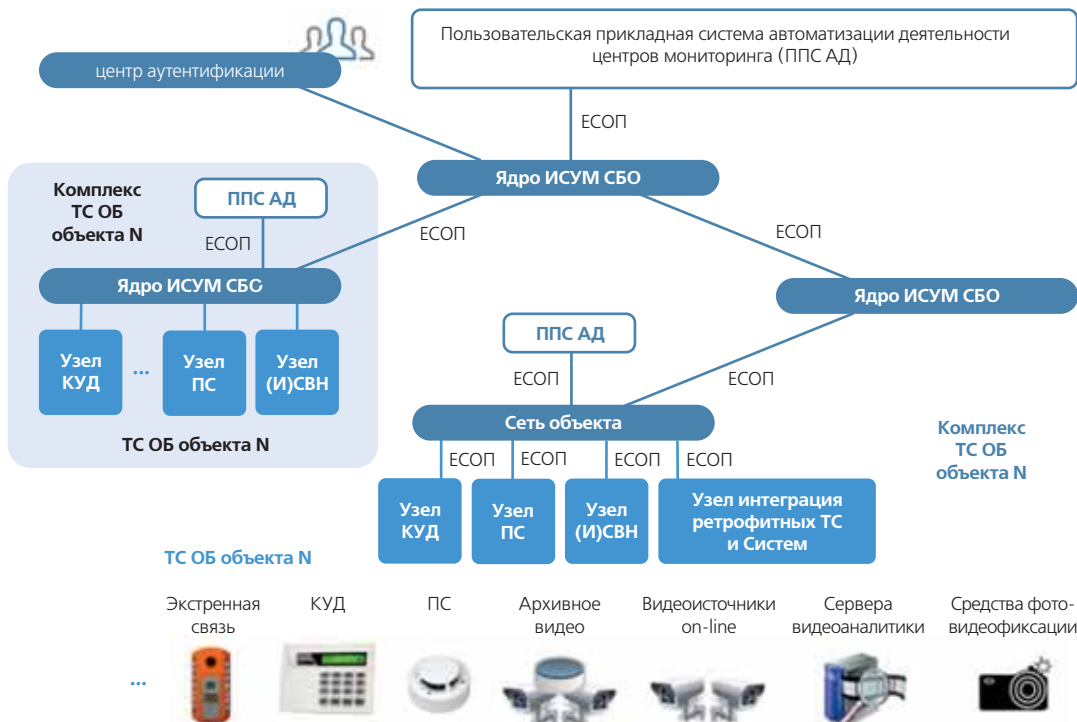 Пользовательская прикладная система автоматизации деятельности
центров мониторинга (ППС АД)
центр аутентификации
ЕСОП
Ядро ИСУМ СБО
Комплекс
ТС ОБ
объекта N
ППС АД
ЕСОП
ЕСОП
ЕСОП
Ядро ИСУМ СБО
Ядро ИСУМ СБО
Узел
КУД
...
Узел
ПС
Узел
(И)СВН
ТС ОБ объекта N
ППС АД
ЕСОП
ЕСОП
Сеть объекта
Комплекс
ТС ОБ
объекта N
ЕСОП
ЕСОП
ЕСОП
ЕСОП
Узел
КУД
Узел
ПС
Узел
(И)СВН
Узел интеграция
ретрофитных ТС
и Систем
ТС ОБ объекта N
Экстренная
связь
КУД
ПС
Архивное
видео
Видеоисточники
on-line
Сервера
видеоаналитики
Средства фото-
видеофиксации
...